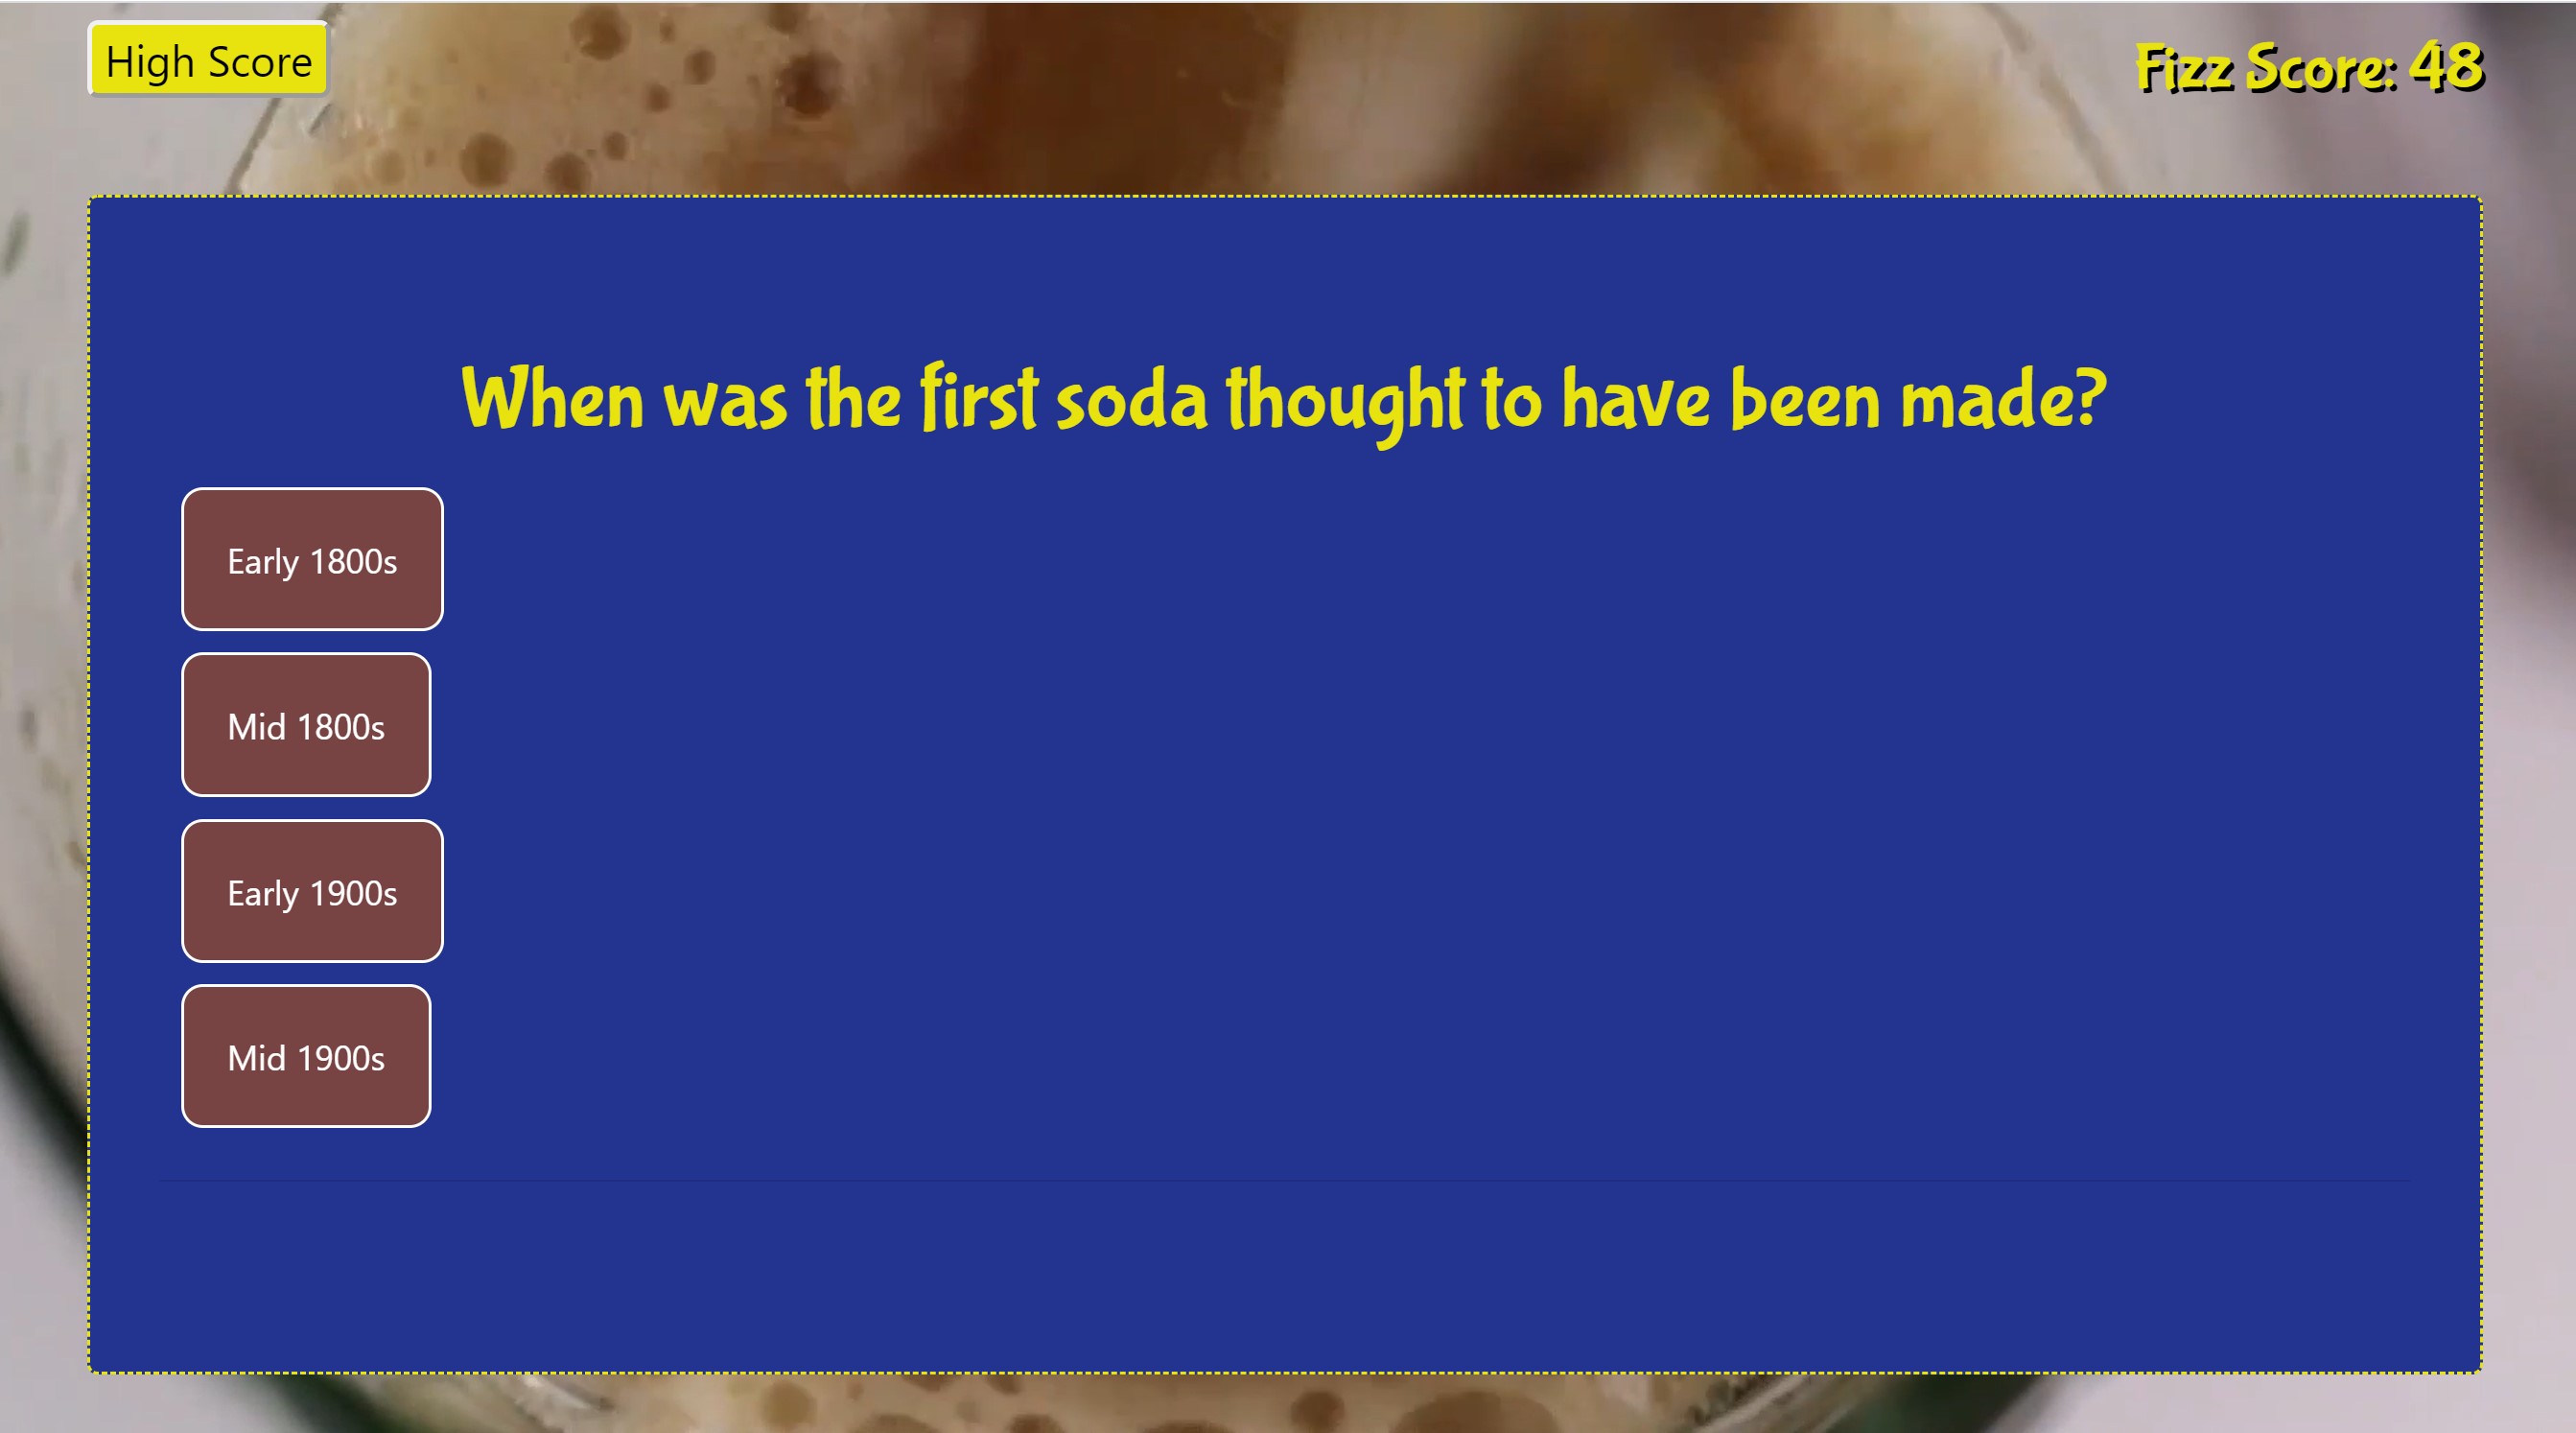 High Score
Fizz Score: 48
When was the first soda thought to have been made?
Early 1800s
Mid 1800s
Early 1900s
Mid 1900s